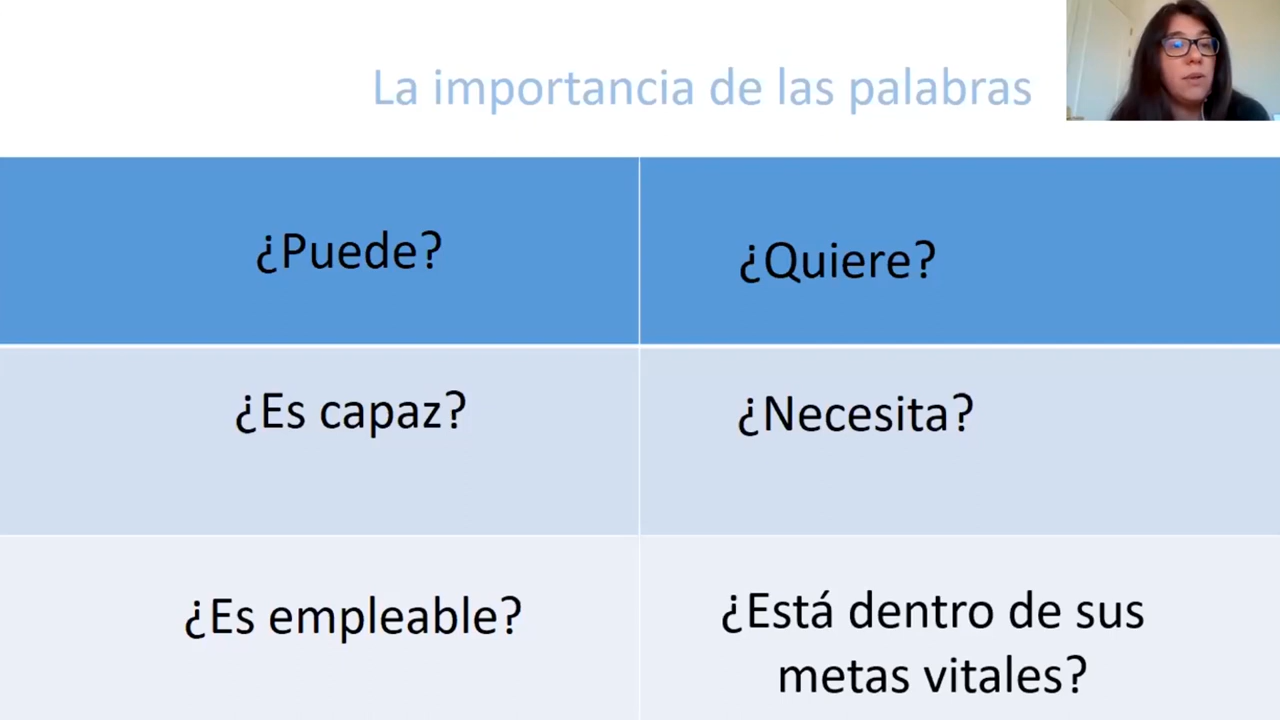 La importancia de las palabras
¿Puede?
¿Quiere?
¿Es capaz?
¿Necesita?
¿Es empleable?
¿Está dentro de sus
metas vitales?